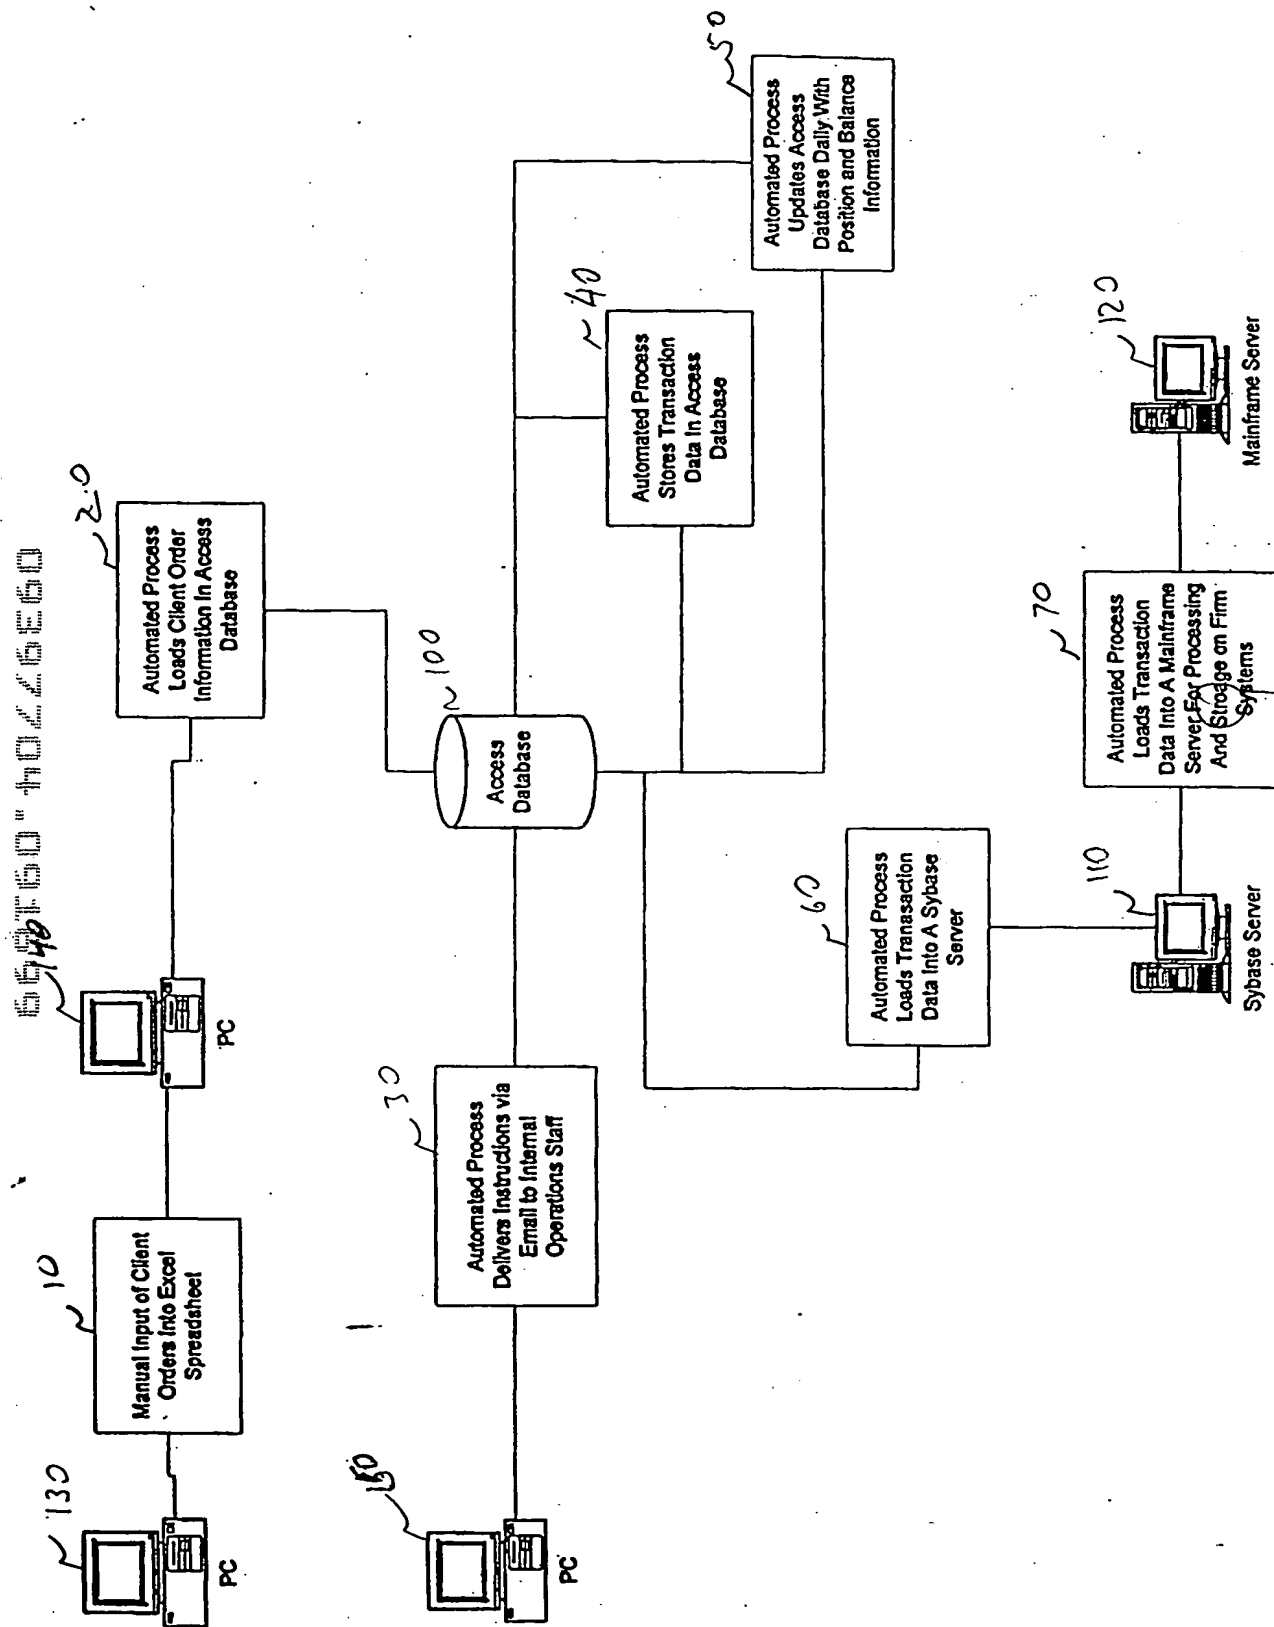 09397704.091699
130
PC
10
Manual Input of Client
Orders Into Excel
Spreadsheet
140
PC
20
Automated Process
Loads Client Order
Information In Access
Database
150
PC
30
Automated Process
Delivers Instructions via
Email to Internal
Operations Staff
100
Access
Database
40
Automated Process
Stores Transaction
Data In Access
Database
50
Automated Process
Updates Access
Database Daily With
Position and Balance
Information
60
Automated Process
Loads Tranasaction
Data Into A Sybase
Server
110
Sybase Server
70
Automated Process
Loads Transaction
Data Into A Mainframe
Server For Processing
And Stroage on Firm
Systems
120
Mainframe Server